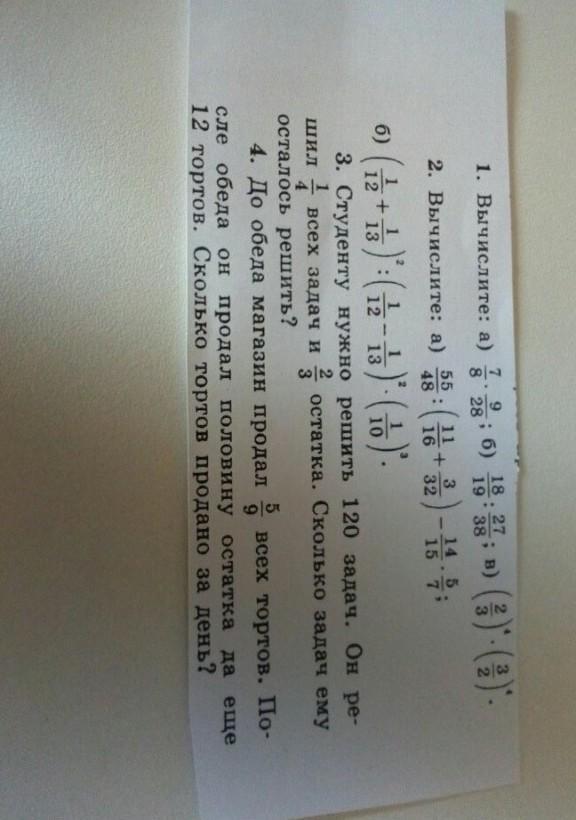 1. Вычислите: а) 7/8 · 9/28; б) 18/19 : 27/38; в) (2/3)⁴ · (3/2)⁴.
2. Вычислите: а) 55/48 : (11/16 + 3/32) − 14/15 · 5/7;
б) (1/12 + 1/13)² : (1/12 − 1/13)² · (1/10)³.
3. Студенту нужно решить 120 задач. Он ре-
шил 1/4 всех задач и 2/3 остатка. Сколько задач ему
осталось решить?
4. До обеда магазин продал 5/9 всех тортов. По-
сле обеда он продал половину остатка да еще
12 тортов. Сколько тортов продано за день?